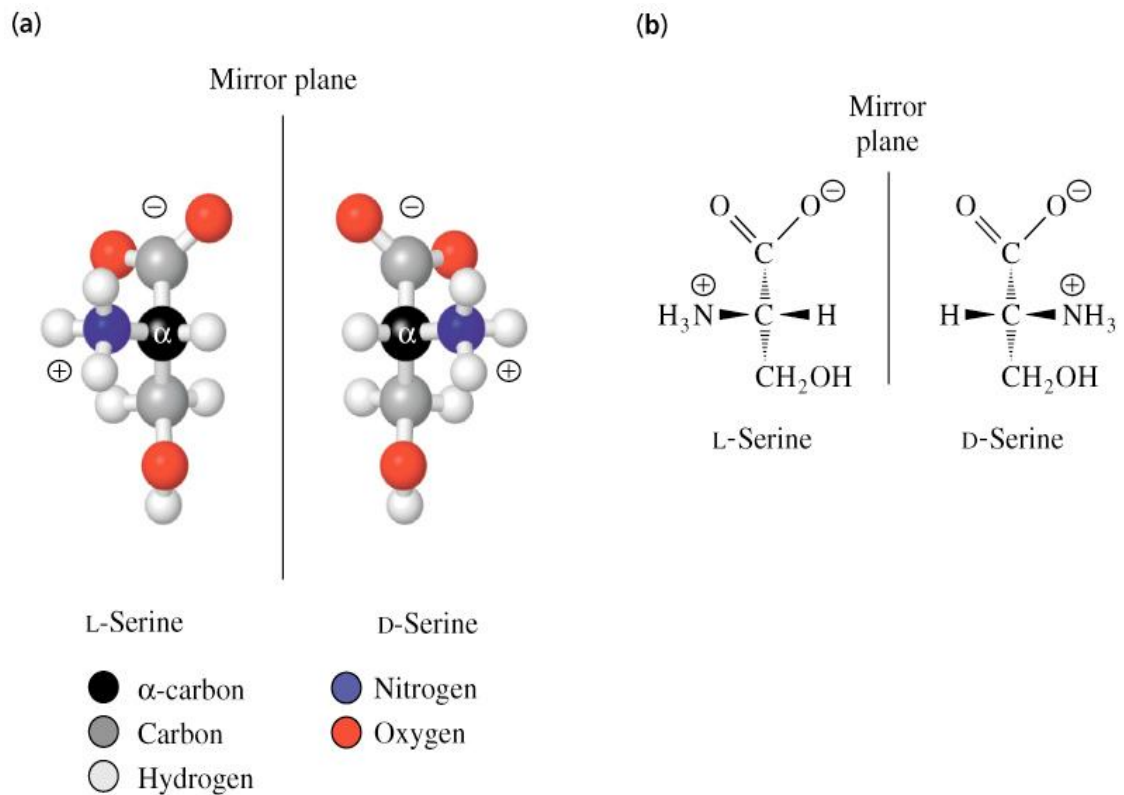 (a)
Mirror plane
⊖ ⊖
α α
⊕ ⊕
L-Serine D-Serine
α-carbon Nitrogen
Carbon Oxygen
Hydrogen
(b)
Mirror
plane
O O⊖ O O⊖
C C
⊕ ⊕
H₃N C H H C NH₃
CH₂OH CH₂OH
L-Serine D-Serine